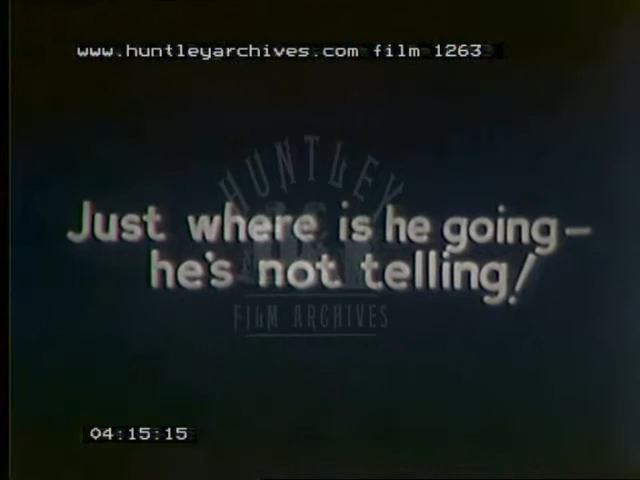 www.huntleyarchives.com film 1263
HUNTLEY
Just where is he going—
he's not telling!
FILM ARCHIVES
04:15:15